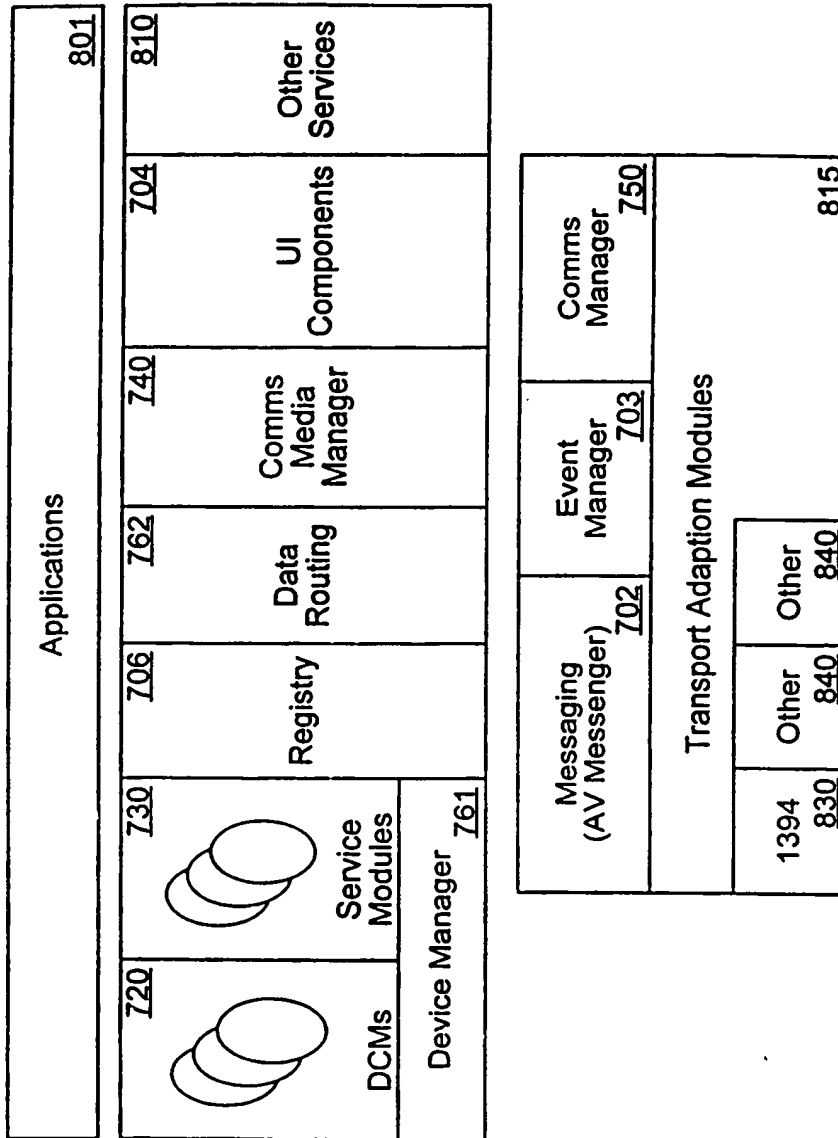 Applications
801
720
DCMs
730
Service
Modules
Device Manager
761
706
Registry
762
Data
Routing
740
Comms
Media
Manager
704
UI
Components
810
Other
Services
Messaging
(AV Messenger)
702
Event
Manager
703
Comms
Manager
750
Transport Adaption Modules
815
1394
830
Other
840
Other
840